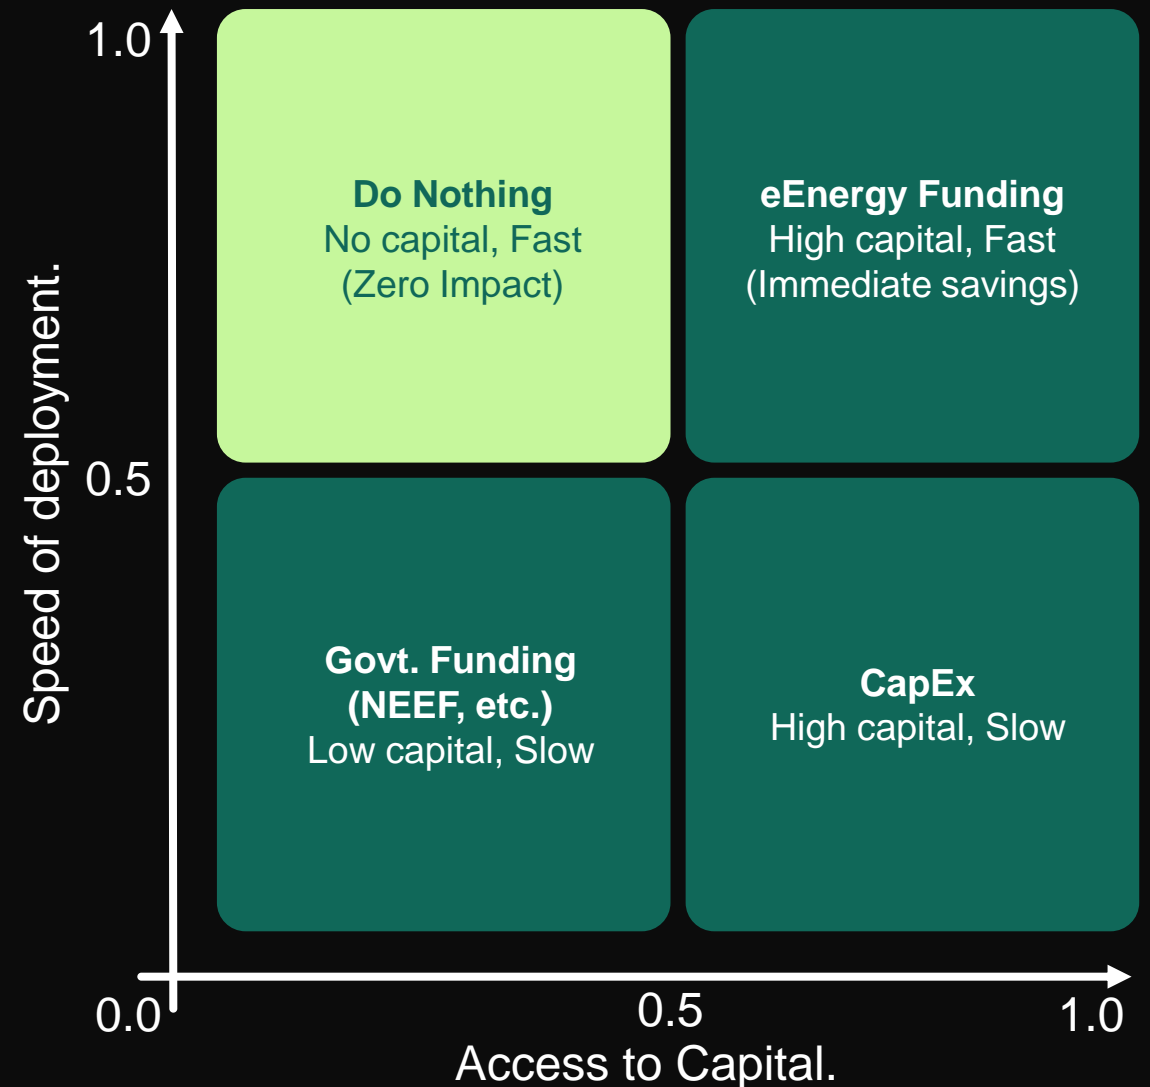 1.0
Do Nothing
No capital, Fast
(Zero Impact)
eEnergy Funding
High capital, Fast
(Immediate savings)
Speed of deployment.
0.5
Govt. Funding
(NEEF, etc.)
Low capital, Slow
CapEx
High capital, Slow
0.0
0.5
1.0
Access to Capital.